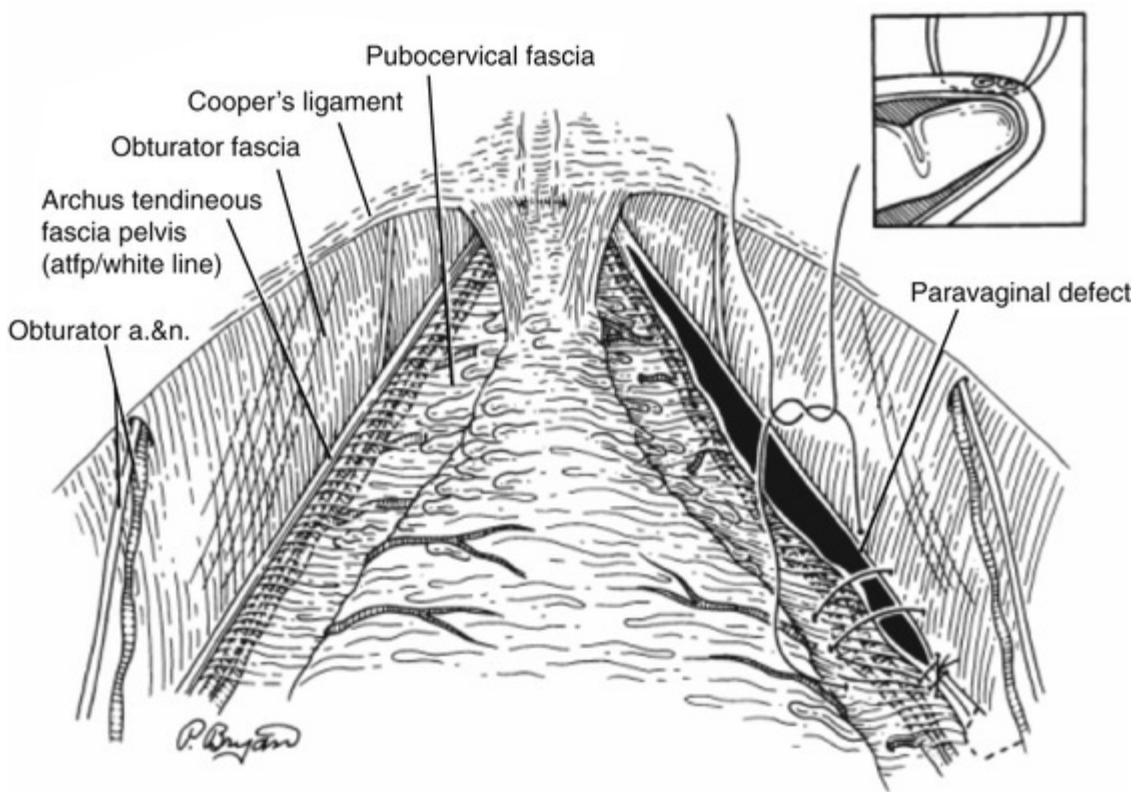 Pubocervical fascia
Cooper's ligament
Obturator fascia
Archus tendineous
fascia pelvis
(atfp/white line)
Obturator a.&n.
Paravaginal defect
P. Bryan